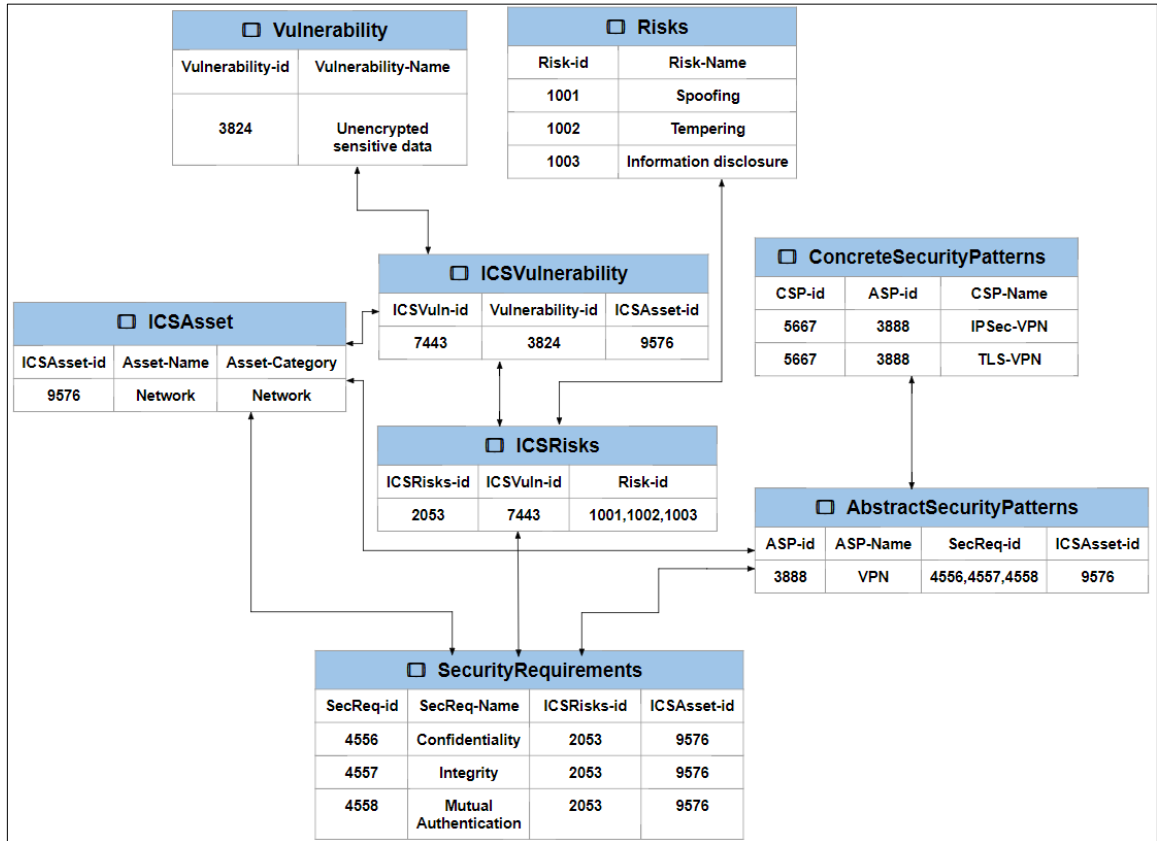 Vulnerability
Vulnerability-id Vulnerability-Name
3824 Unencrypted
sensitive data
Risks
Risk-id Risk-Name
1001 Spoofing
1002 Tempering
1003 Information disclosure
ICSVulnerability
ICSVuln-id Vulnerability-id ICSAsset-id
7443 3824 9576
ConcreteSecurityPatterns
CSP-id ASP-id CSP-Name
5667 3888 IPSec-VPN
5667 3888 TLS-VPN
ICSAsset
ICSAsset-id Asset-Name Asset-Category
9576 Network Network
ICSRisks
ICSRisks-id ICSVuln-id Risk-id
2053 7443 1001,1002,1003
AbstractSecurityPatterns
ASP-id ASP-Name SecReq-id ICSAsset-id
3888 VPN 4556,4557,4558 9576
SecurityRequirements
SecReq-id SecReq-Name ICSRisks-id ICSAsset-id
4556 Confidentiality 2053 9576
4557 Integrity 2053 9576
4558 Mutual 2053 9576
Authentication